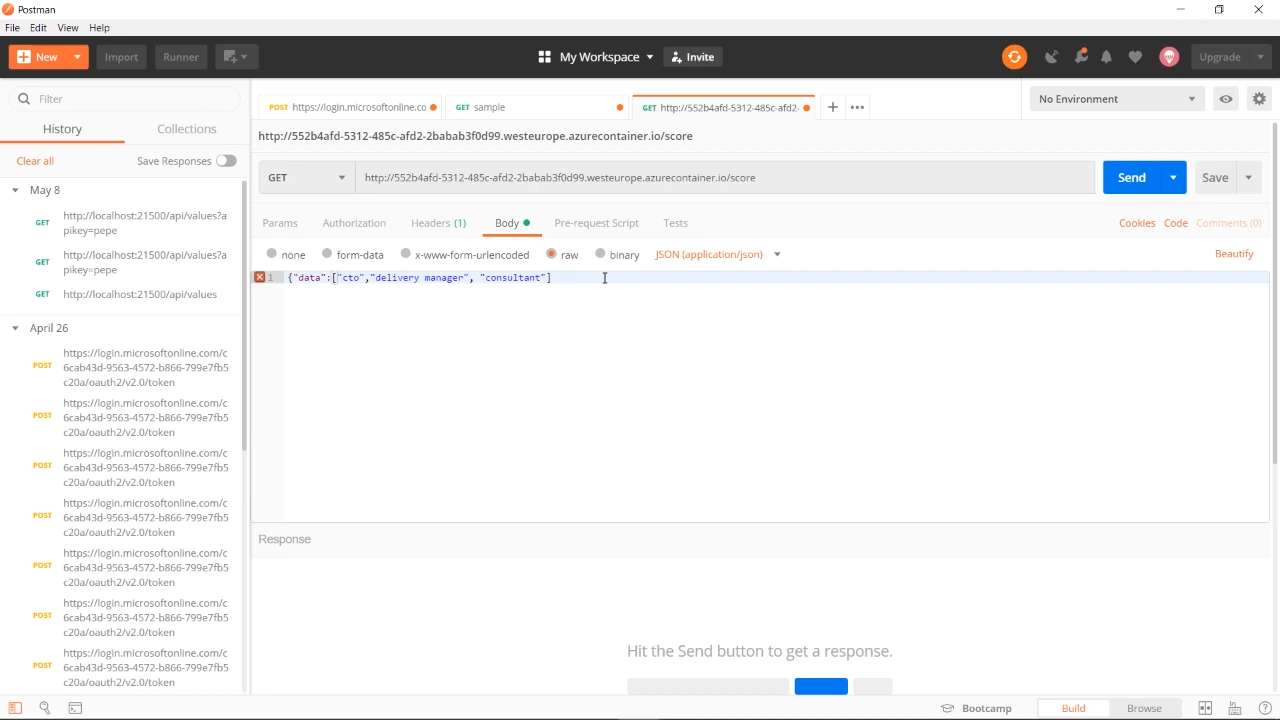 Postman
File Edit View Help
New Import Runner My Workspace Invite Upgrade
Filter
History Collections
Clear all Save Responses
May 8
GET http://localhost:21500/api/values?a
pikey=pepe
GET http://localhost:21500/api/values?a
pikey=pepe
GET http://localhost:21500/api/values
April 26
POST https://login.microsoftonline.com/c
6cab43d-9563-4572-b866-799e7fb5
c20a/oauth2/v2.0/token
POST https://login.microsoftonline.com/c
6cab43d-9563-4572-b866-799e7fb5
c20a/oauth2/v2.0/token
POST https://login.microsoftonline.com/c
6cab43d-9563-4572-b866-799e7fb5
c20a/oauth2/v2.0/token
POST https://login.microsoftonline.com/c
6cab43d-9563-4572-b866-799e7fb5
c20a/oauth2/v2.0/token
POST https://login.microsoftonline.com/c
6cab43d-9563-4572-b866-799e7fb5
c20a/oauth2/v2.0/token
POST https://login.microsoftonline.com/c
6cab43d-9563-4572-b866-799e7fb5
c20a/oauth2/v2.0/token
POST https://login.microsoftonline.com/c
6cab43d-9563-4572-b866-799e7fb5
c20a/oauth2/v2.0/token
POST https://login.microsoftonline.co GET sample GET http://552b4afd-5312-485c-afd2- No Environment
http://552b4afd-5312-485c-afd2-2babab3f0d99.westeurope.azurecontainer.io/score
GET http://552b4afd-5312-485c-afd2-2babab3f0d99.westeurope.azurecontainer.io/score Send Save
Params Authorization Headers (1) Body Pre-request Script Tests Cookies Code Comments (0)
none form-data x-www-form-urlencoded raw binary JSON (application/json) Beautify
1 {"data":["cto","delivery manager", "consultant"]
Response
Hit the Send button to get a response.
Bootcamp Build Browse